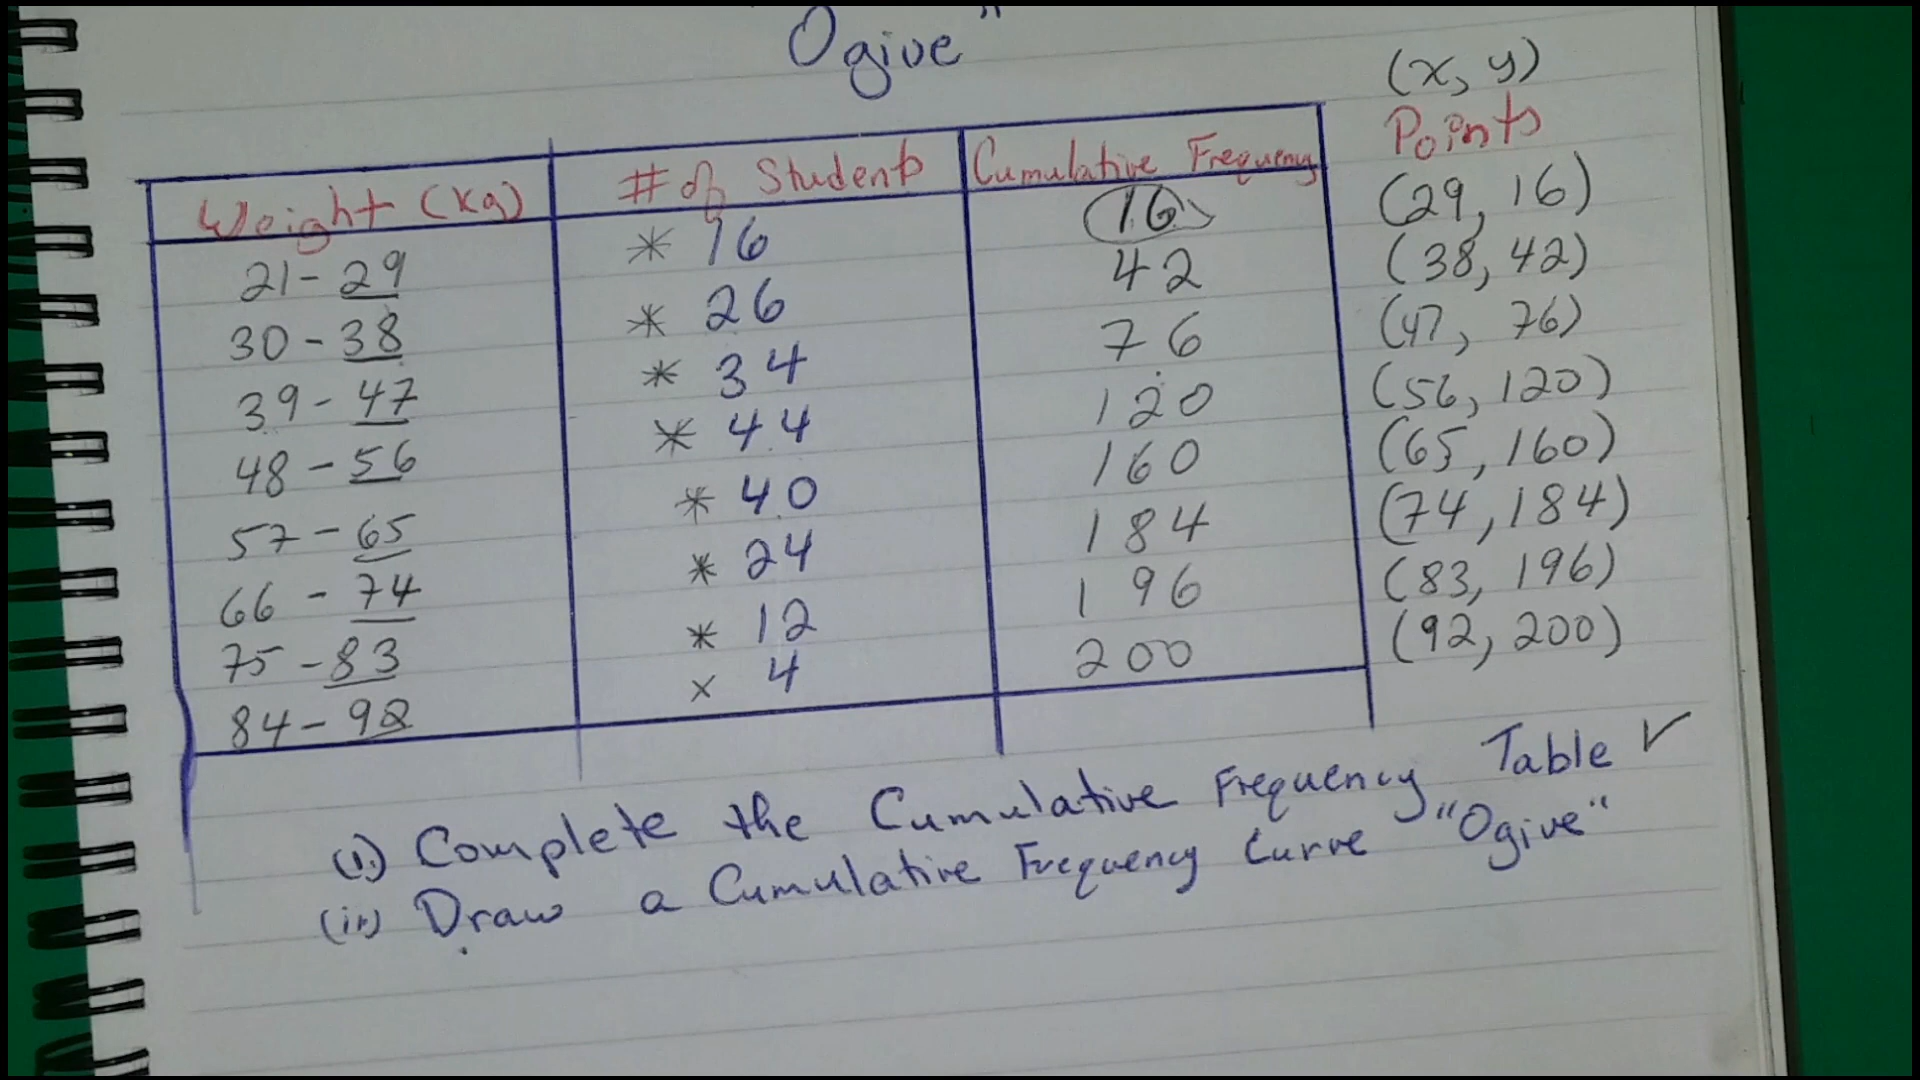 Ogive"
(x, y)
Weight (Kg) # of Students Cumulative Frequency Points
21-29 * 16 16 (29, 16)
30-38 * 26 42 (38, 42)
39-47 * 34 76 (47, 76)
48-56 * 44 120 (56, 120)
57-65 * 40 160 (65, 160)
66-74 * 24 184 (74, 184)
75-83 * 12 196 (83, 196)
84-92 × 4 200 (92, 200)
(i) Complete the Cumulative Frequency Table ✓
(ii) Draw a Cumulative Frequency Curve "Ogive"